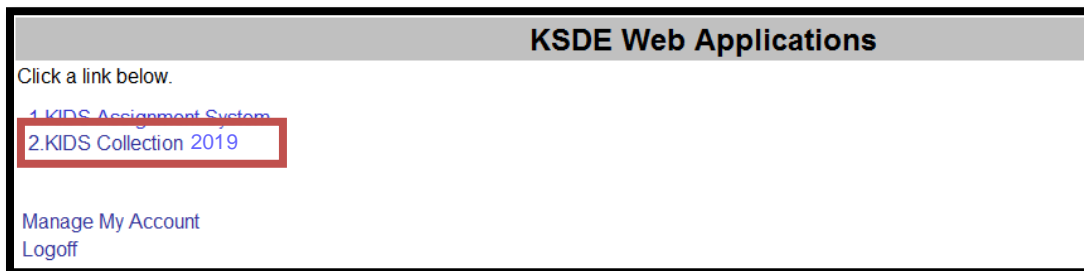 KSDE Web Applications
Click a link below.
1.KIDS Assignment System
2.KIDS Collection 2019
Manage My Account
Logoff